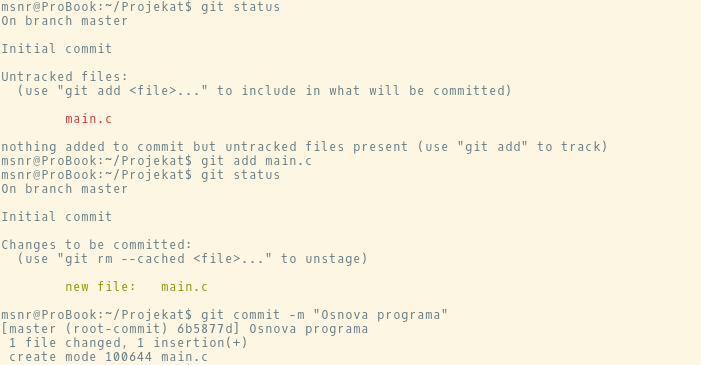 msnr@ProBook:~/Projekat$ git status
On branch master
Initial commit
Untracked files:
  (use "git add <file>..." to include in what will be committed)
        main.c
nothing added to commit but untracked files present (use "git add" to track)
msnr@ProBook:~/Projekat$ git add main.c
msnr@ProBook:~/Projekat$ git status
On branch master
Initial commit
Changes to be committed:
  (use "git rm --cached <file>..." to unstage)
        new file:   main.c
msnr@ProBook:~/Projekat$ git commit -m "Osnova programa"
[master (root-commit) 6b5877d] Osnova programa
 1 file changed, 1 insertion(+)
 create mode 100644 main.c